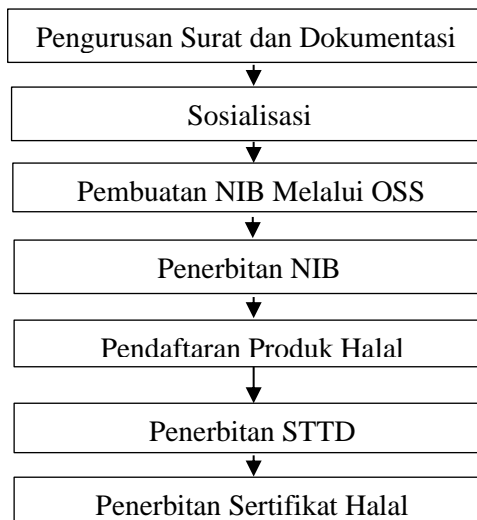 Pengurusan Surat dan Dokumentasi
Sosialisasi
Pembuatan NIB Melalui OSS
Penerbitan NIB
Pendaftaran Produk Halal
Penerbitan STTD
Penerbitan Sertifikat Halal